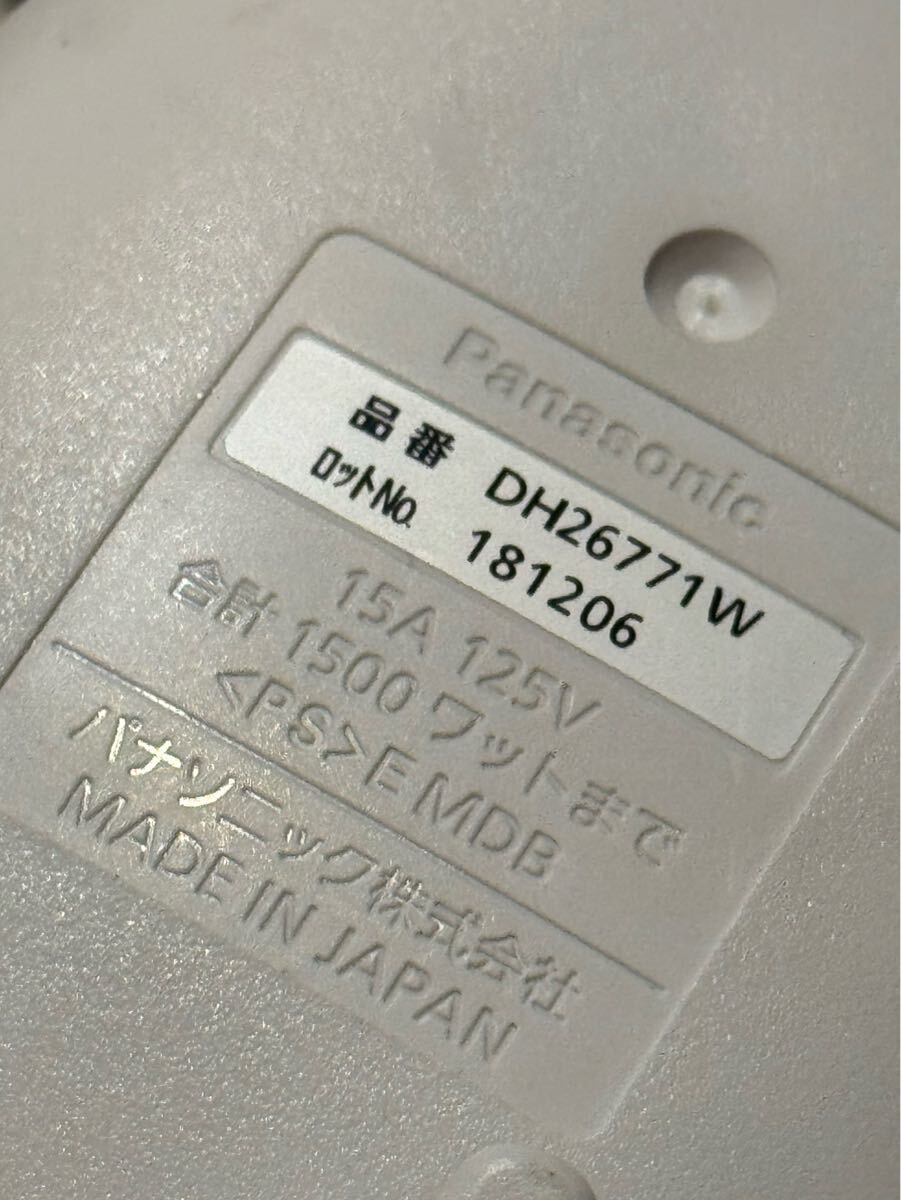 Panasonic
品番 DH26771W
ロットNo. 181206
15A 125V
合計 1500 ワットまで
<PS>E MDB
パナソニック株式会社
MADE IN JAPAN